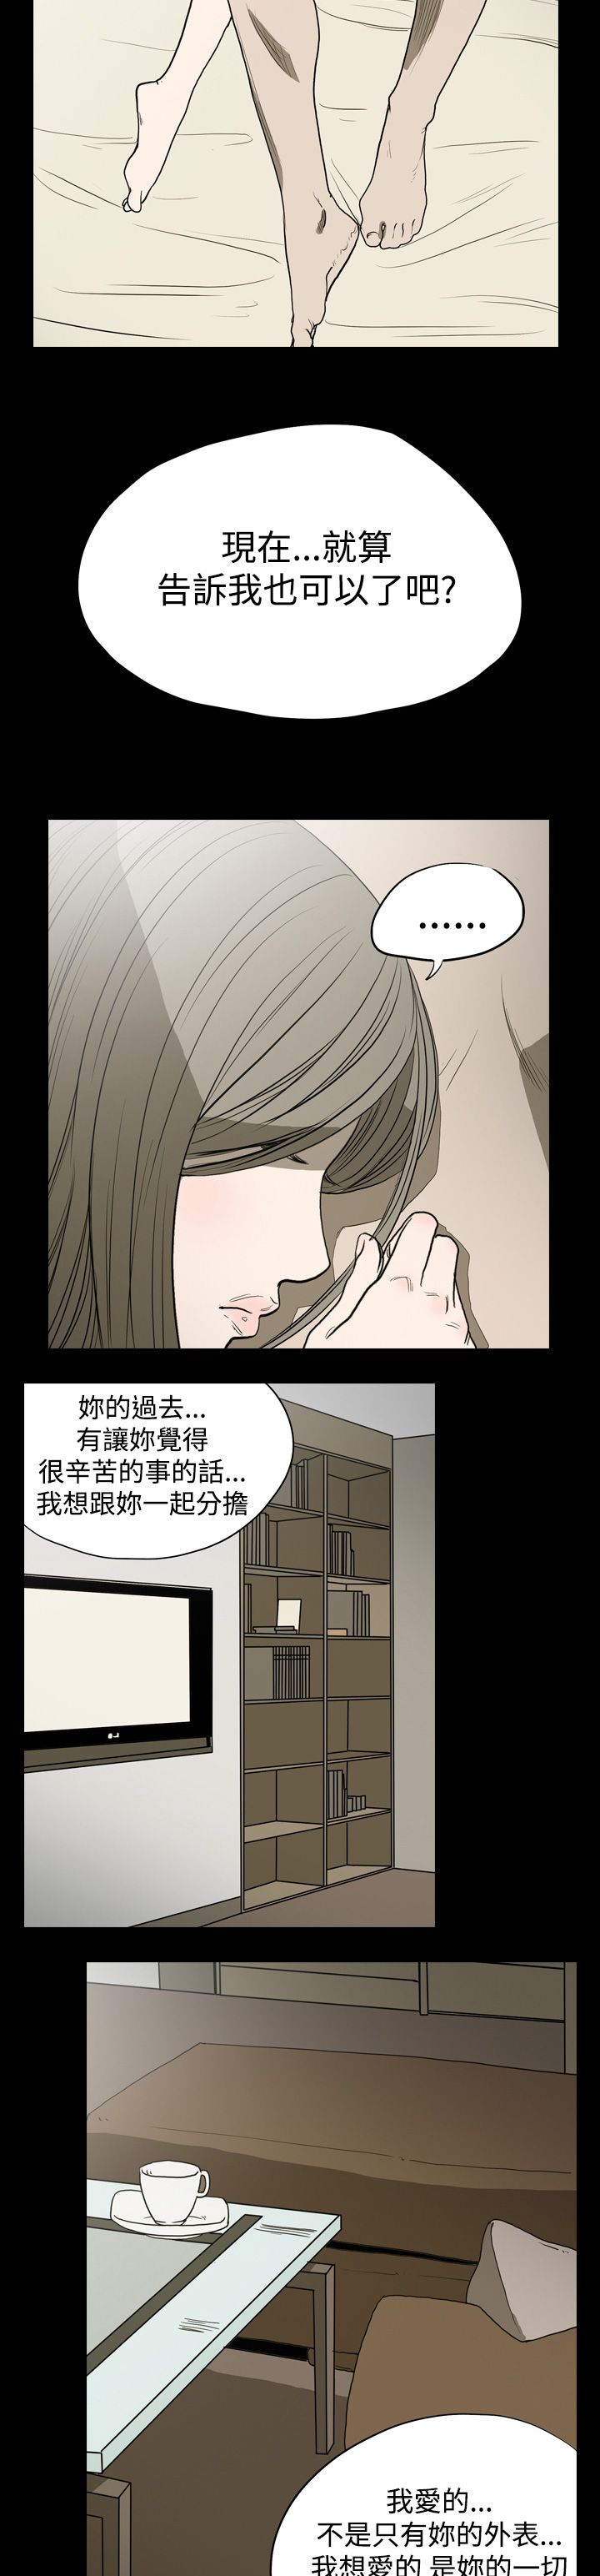 現在...就算
告訴我也可以了吧?
......
妳的過去...
有讓妳覺得
很辛苦的事的話...
我想跟妳一起分擔
我愛的...
不是只有妳的外表...
我想愛的 是妳的一切